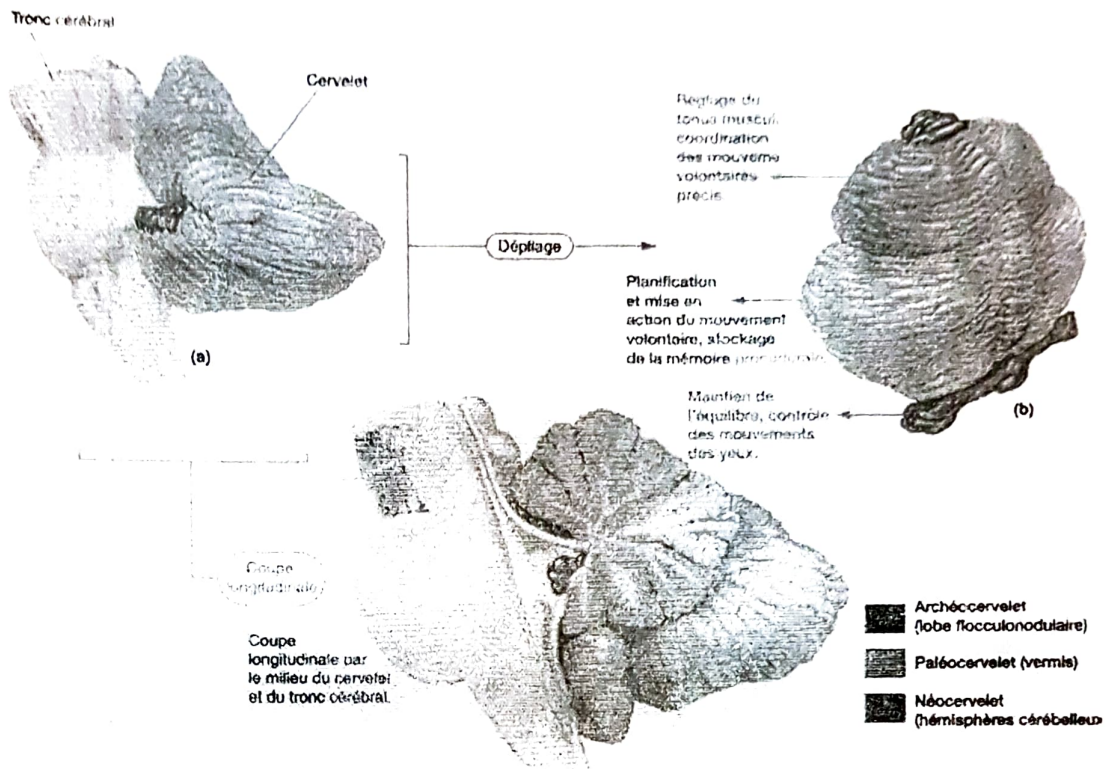 Tronc cérébral
Cervelet
Réglage du
tonus muscul.
coordination
des mouveme
volontaires
précis.
Dépliage
Planification
et mise en
action du mouvement
volontaire, stockage
de la mémoire
(a)
Maintien de
l'équilibre, contrôle
des mouvements
des yeux.
(b)
Coupe
longitudinale
Coupe
longitudinale par
le milieu du cervelet
et du tronc cérébral.
Archéocervelet
(lobe flocculonodulaire)
Paléocervelet (vermis)
Néocervelet
(hémisphères cérébelleux